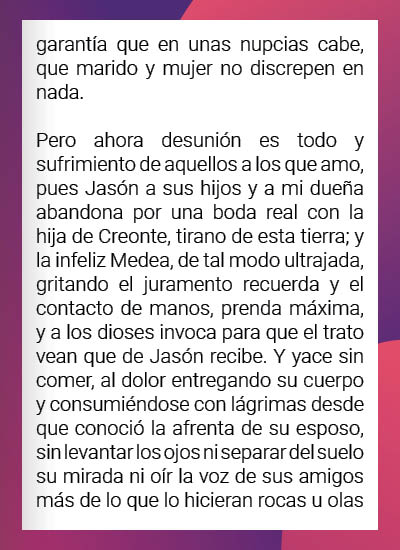 garantía que en unas nupcias cabe,
que marido y mujer no discrepen en
nada.
Pero ahora desunión es todo y
sufrimiento de aquellos a los que amo,
pues Jasón a sus hijos y a mi dueña
abandona por una boda real con la
hija de Creonte, tirano de esta tierra; y
la infeliz Medea, de tal modo ultrajada,
gritando el juramento recuerda y el
contacto de manos, prenda máxima,
y a los dioses invoca para que el trato
vean que de Jasón recibe. Y yace sin
comer, al dolor entregando su cuerpo
y consumiéndose con lágrimas desde
que conoció la afrenta de su esposo,
sin levantar los ojos ni separar del suelo
su mirada ni oír la voz de sus amigos
más de lo que lo hicieran rocas u olas